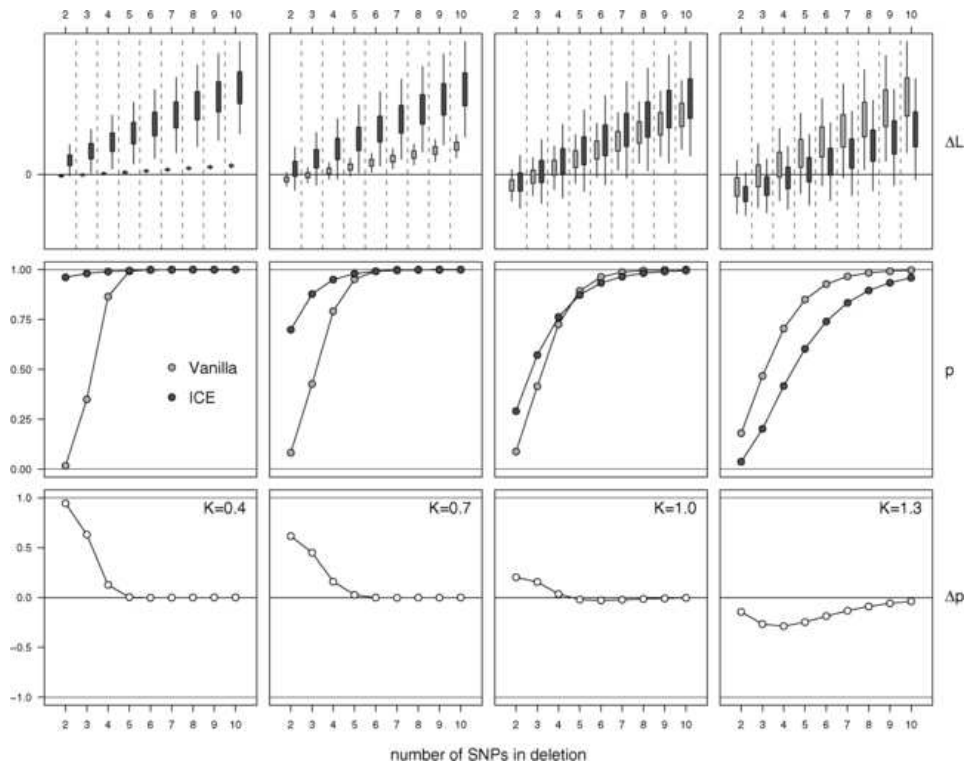 2 3 4 5 6 7 8 9 10 2 3 4 5 6 7 8 9 10 2 3 4 5 6 7 8 9 10 2 3 4 5 6 7 8 9 10
0
ΔL
1.00
0.75
0.50
0.25
0.00
Vanilla
ICE
p
1.0
0.5
0.0
−0.5
−1.0
K=0.4 K=0.7 K=1.0 K=1.3
Δp
2 3 4 5 6 7 8 9 10 2 3 4 5 6 7 8 9 10 2 3 4 5 6 7 8 9 10 2 3 4 5 6 7 8 9 10
number of SNPs in deletion